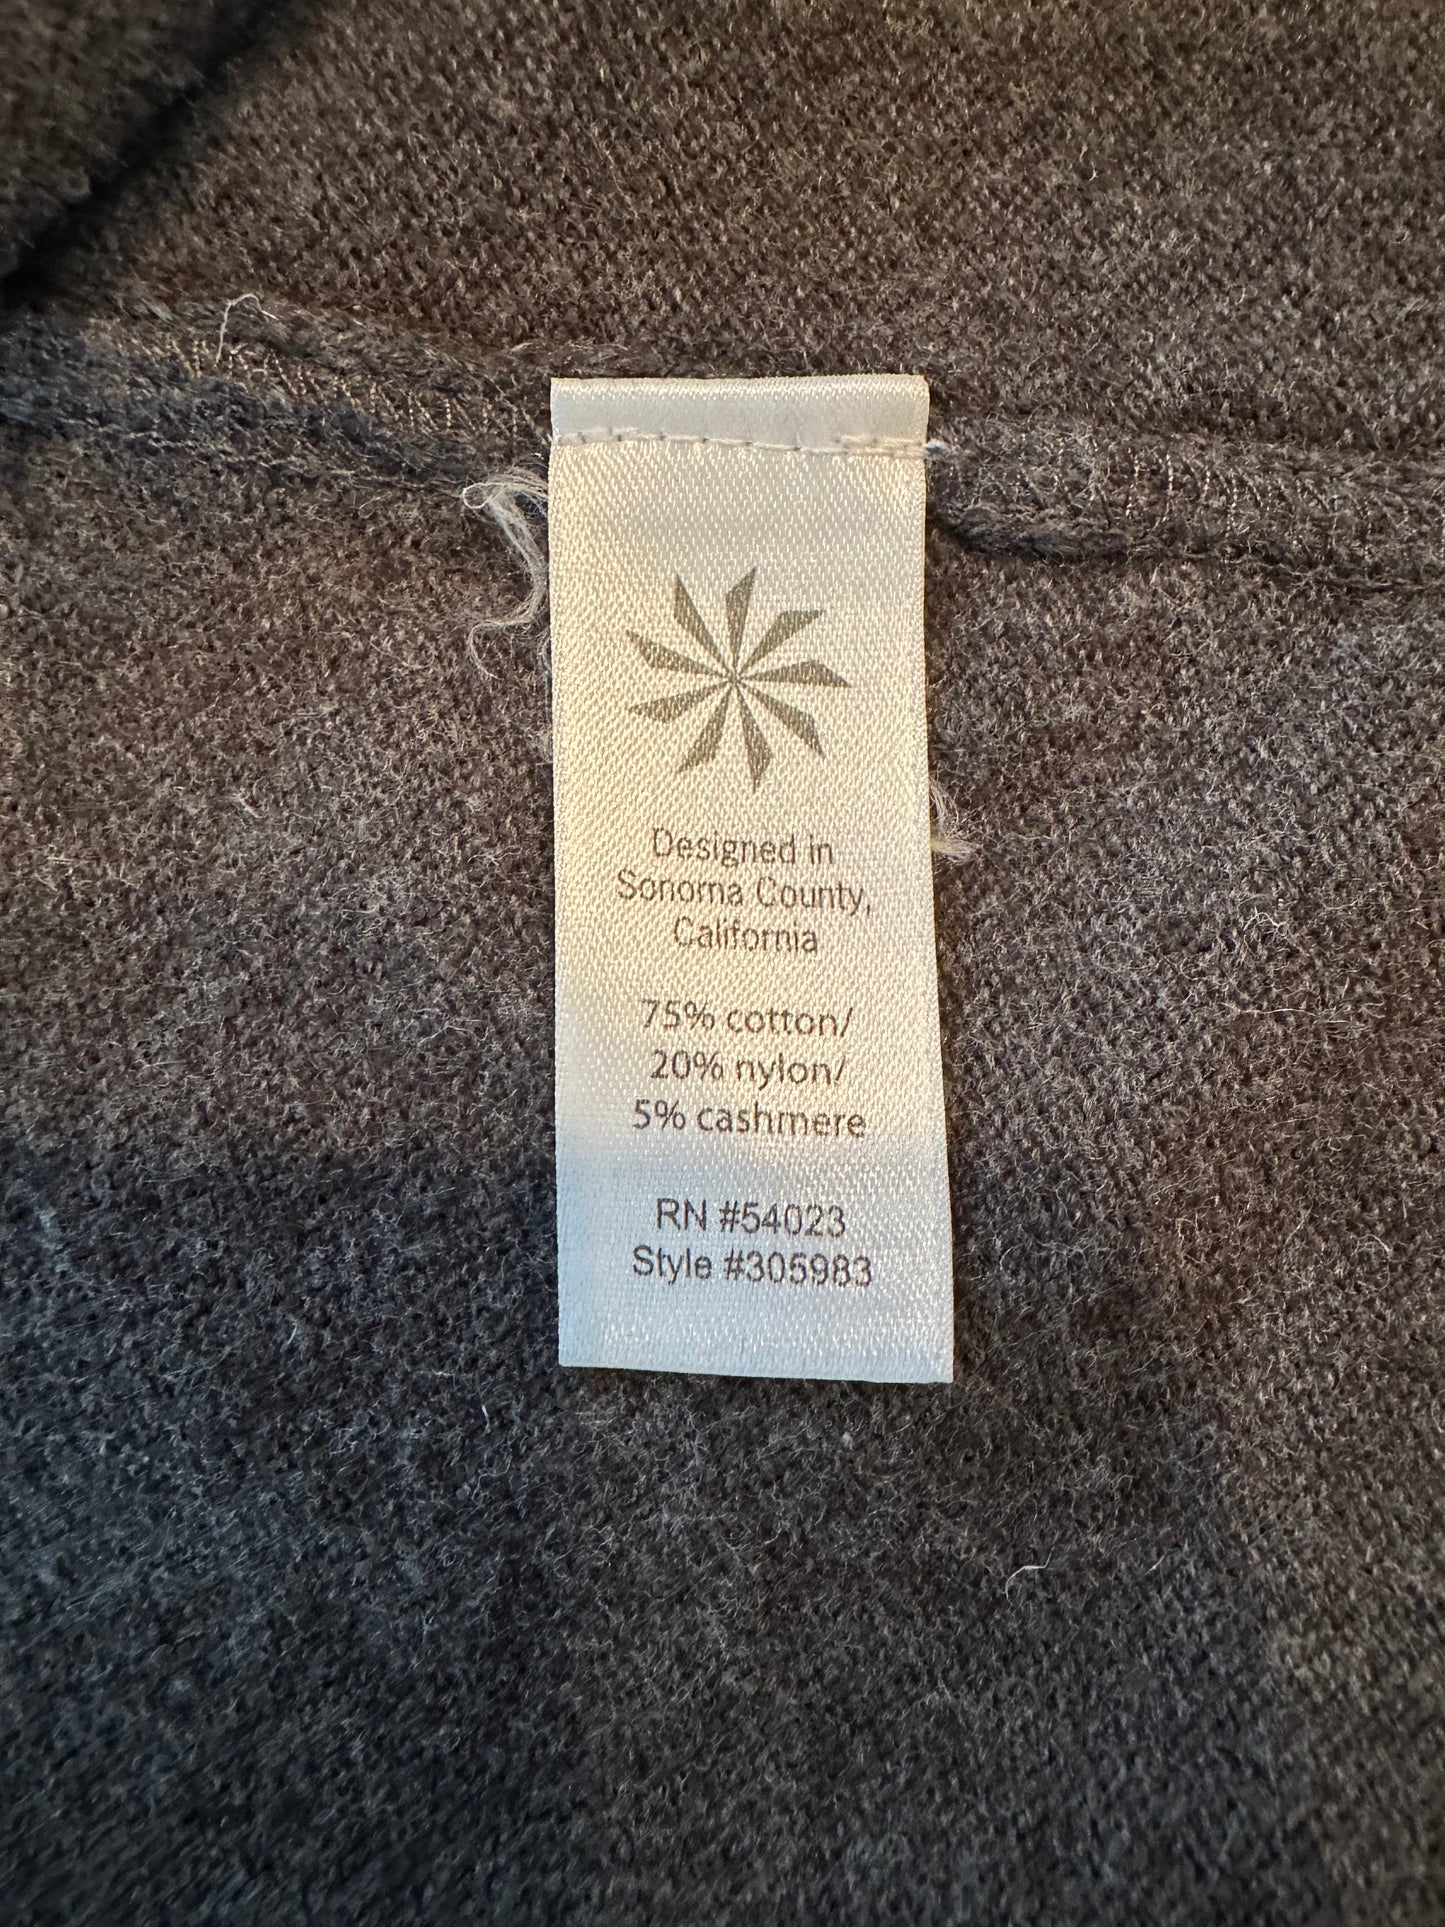 Designed in
Sonoma County,
California
75% cotton/
20% nylon/
5% cashmere
RN #54023
Style #305983